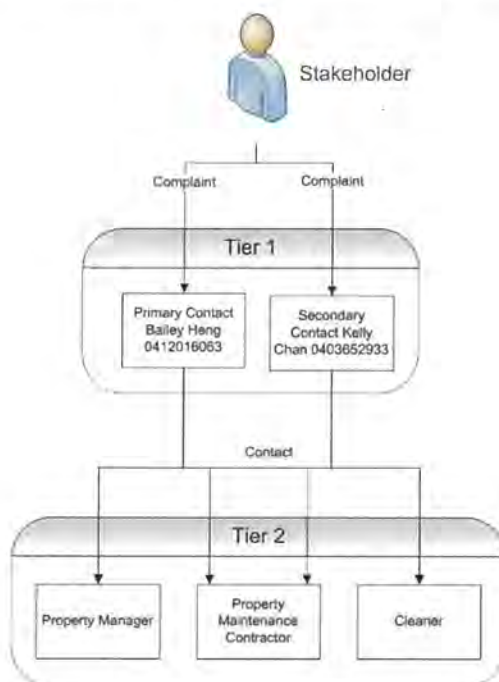 Stakeholder
Complaint Complaint
Tier 1
Primary Contact
Bailey Heng
0412016063
Secondary
Contact Kelly
Chan 0403652933
Contact
Tier 2
Property Manager
Property
Maintenance
Contractor
Cleaner